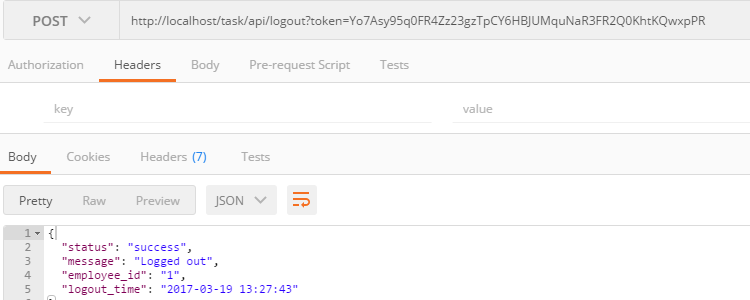 POST http://localhost/task/api/logout?token=Yo7Asy95q0FR4Zz23gzTpCY6HBJUMquNaR3FR2Q0KhtKQwxpPR
Authorization Headers Body Pre-request Script Tests
key value
Body Cookies Headers (7) Tests
Pretty Raw Preview JSON
1 {
2 "status": "success",
3 "message": "Logged out",
4 "employee_id": "1",
5 "logout_time": "2017-03-19 13:27:43"